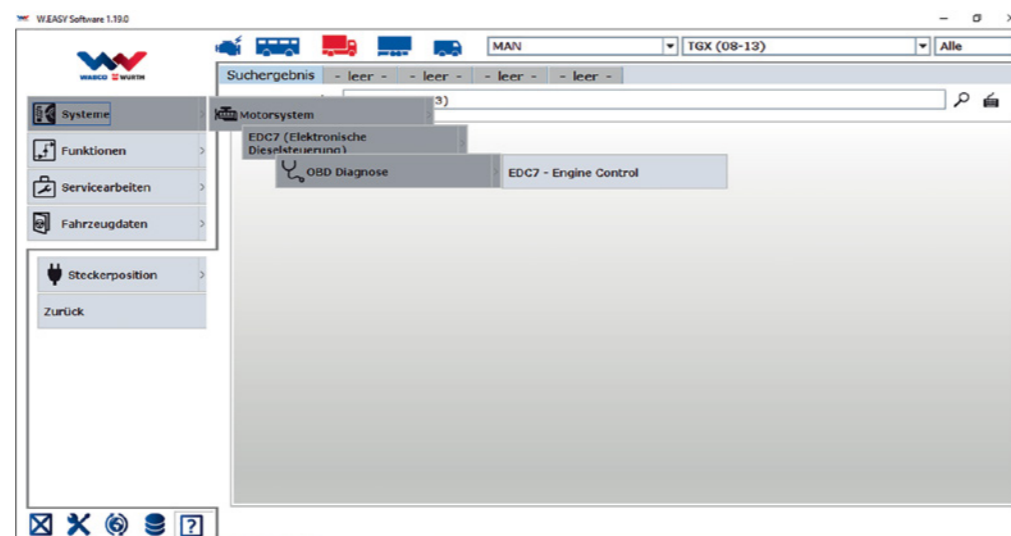 W.EASY Software 1.19.0
MAN
TGX (08-13)
Alle
WABCO WÜRTH
Suchergebnis
- leer -
- leer -
- leer -
- leer -
3)
Systeme
Motorsystem
EDC7 (Elektronische
Dieselsteuerung)
Funktionen
OBD Diagnose
EDC7 - Engine Control
Servicearbeiten
Fahrzeugdaten
Steckerposition
Zurück